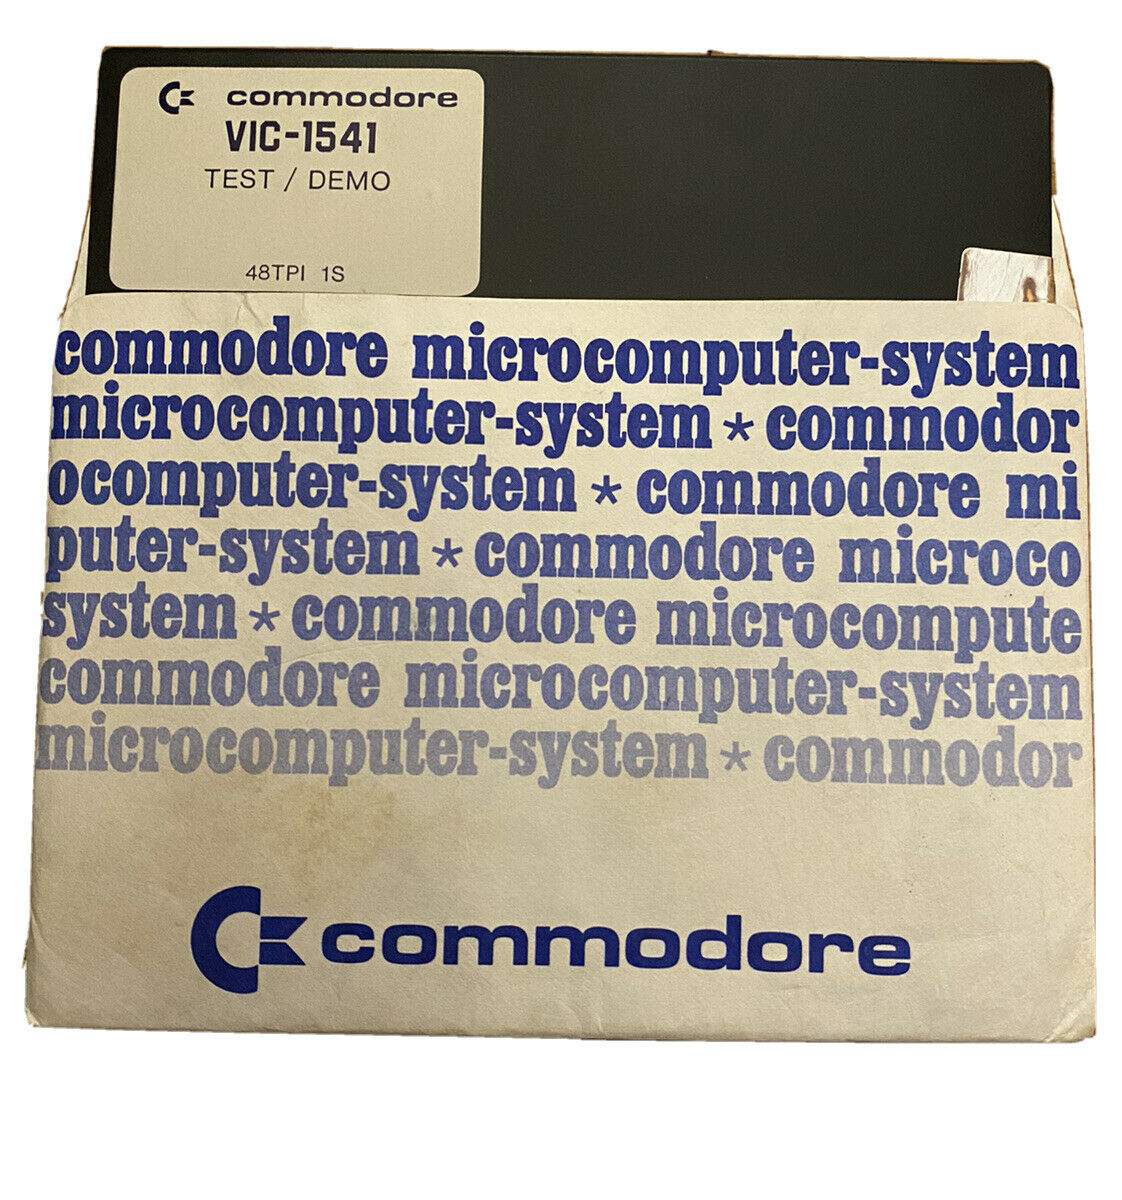 commodore
VIC-1541
TEST / DEMO
48TPI 1S
commodore microcomputer-system
microcomputer-system * commodor
ocomputer-system * commodore mi
puter-system * commodore microco
system * commodore microcompute
commodore microcomputer-system
microcomputer-system * commodor
commodore